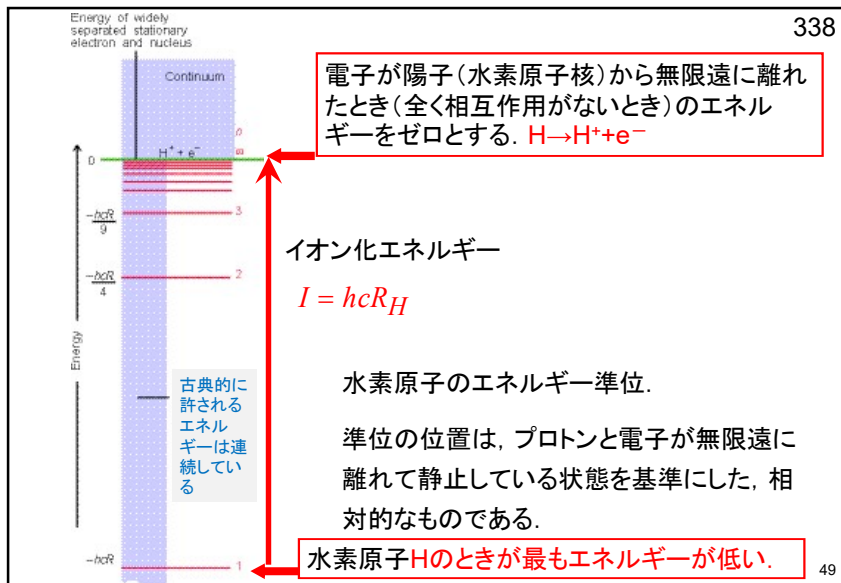 Energy of widely
separated stationary
electron and nucleus
338
Continuum
電子が陽子(水素原子核)から無限遠に離れ
たとき(全く相互作用がないとき)のエネル
ギーをゼロとする. H→H⁺+e⁻
n
∞
H⁺ + e⁻
0
3
-hcR/9
イオン化エネルギー
2
-hcR/4
I = hcR_H
Energy
古典的に
許される
エネル
ギーは連
続してい
る
水素原子のエネルギー準位.
準位の位置は, プロトンと電子が無限遠に
離れて静止している状態を基準にした, 相
対的なものである.
-hcR
1
水素原子Hのときが最もエネルギーが低い.
49